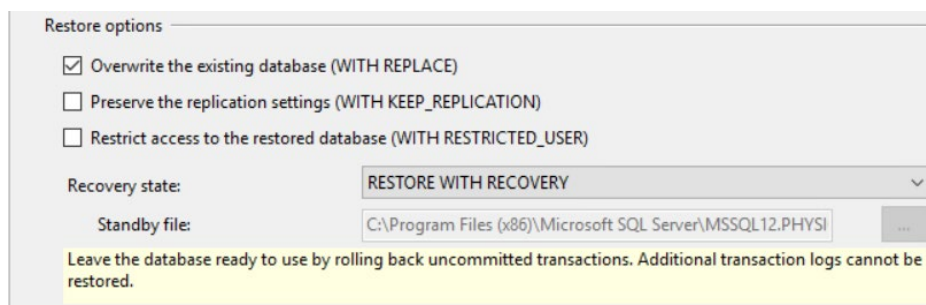 Restore options
Overwrite the existing database (WITH REPLACE)
Preserve the replication settings (WITH KEEP_REPLICATION)
Restrict access to the restored database (WITH RESTRICTED_USER)
Recovery state: RESTORE WITH RECOVERY
Standby file: C:\Program Files (x86)\Microsoft SQL Server\MSSQL12.PHYSI ...
Leave the database ready to use by rolling back uncommitted transactions. Additional transaction logs cannot be
restored.